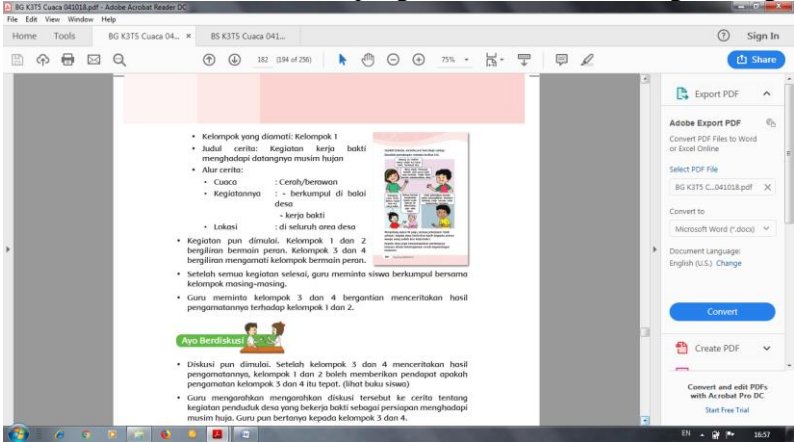 BG K3T5 Cuaca 041018.pdf - Adobe Acrobat Reader DC
File Edit View Window Help
Home Tools BG K3T5 Cuaca 04... × BS K3T5 Cuaca 041... Sign In
182 (194 of 256) 75% Share
• Kelompok yang diamati: Kelompok 1
• Judul cerita: Kegiatan kerja bakti
menghadapi datangnya musim hujan
• Alur cerita:
• Cuaca : Cerah/berawan
• Kegiatannya : - berkumpul di balai
desa
- kerja bakti
• Lokasi : di seluruh area desa
• Kegiatan pun dimulai. Kelompok 1 dan 2
bergiliran bermain peran. Kelompok 3 dan 4
bergiliran mengamati kelompok bermain peran.
• Setelah semua kegiatan selesai, guru meminta siswa berkumpul bersama
kelompok masing-masing.
• Guru meminta kelompok 3 dan 4 bergantian menceritakan hasil
pengamatannya terhadap kelompok 1 dan 2.
Ayo Berdiskusi
• Diskusi pun dimulai. Setelah kelompok 3 dan 4 menceritakan hasil
pengamatannya, kelompok 1 dan 2 boleh memberikan pendapat apakah
pengamatan kelompok 3 dan 4 itu tepat. (lihat buku siswa)
• Guru mengarahkan mengarahkan diskusi tersebut ke cerita tentang
kegiatan penduduk desa yang bekerja bakti sebagai persiapan menghadapi
musim huja. Guru pun bertanya kepada kelompok 3 dan 4.
Export PDF
Adobe Export PDF
Convert PDF Files to Word
or Excel Online
Select PDF File
BG K3T5 C...041018.pdf ×
Convert to
Microsoft Word (*.docx)
Document Language:
English (U.S.) Change
Convert
Create PDF
Convert and edit PDFs
with Acrobat Pro DC
Start Free Trial
EN 16:57